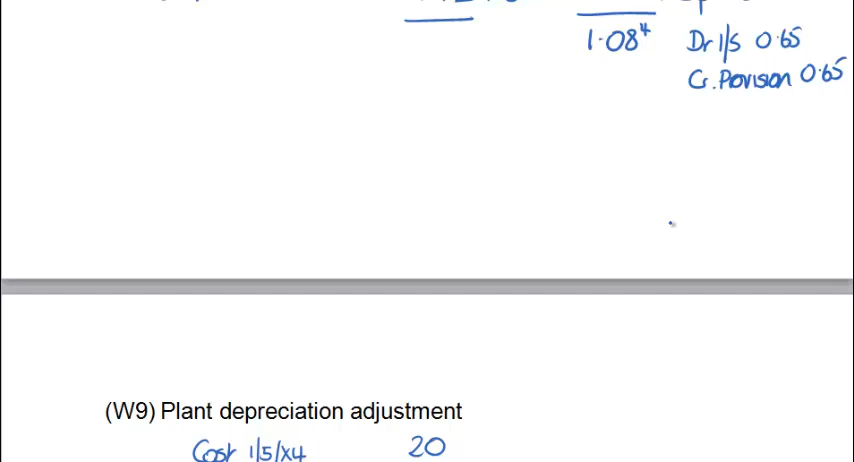 1.08⁴ Dr I/S 0.65
Cr. Provision 0.65
(W9) Plant depreciation adjustment
Cost 1/5/X4 20